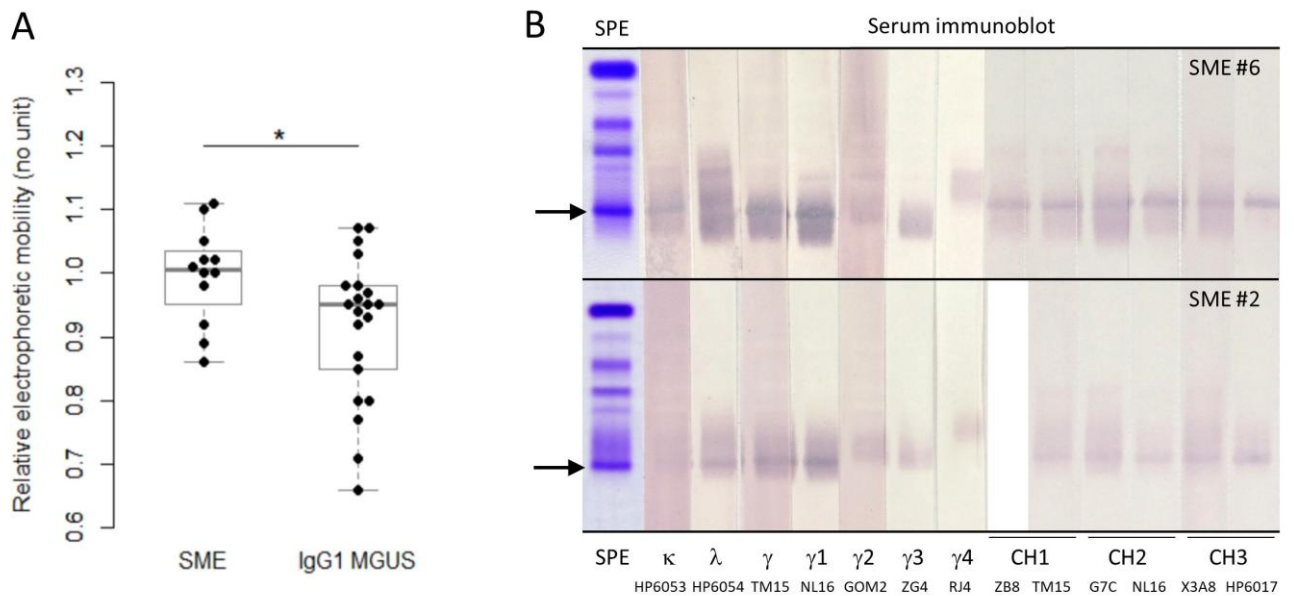 A
Relative electrophoretic mobility (no unit)
1.3
1.2
1.1
1.0
0.9
0.8
0.7
0.6
*
SME IgG1 MGUS
B
SPE Serum immunoblot
SME #6
SME #2
SPE κ λ γ γ1 γ2 γ3 γ4 CH1 CH2 CH3
HP6053 HP6054 TM15 NL16 GOM2 ZG4 RJ4 ZB8 TM15 G7C NL16 X3A8 HP6017